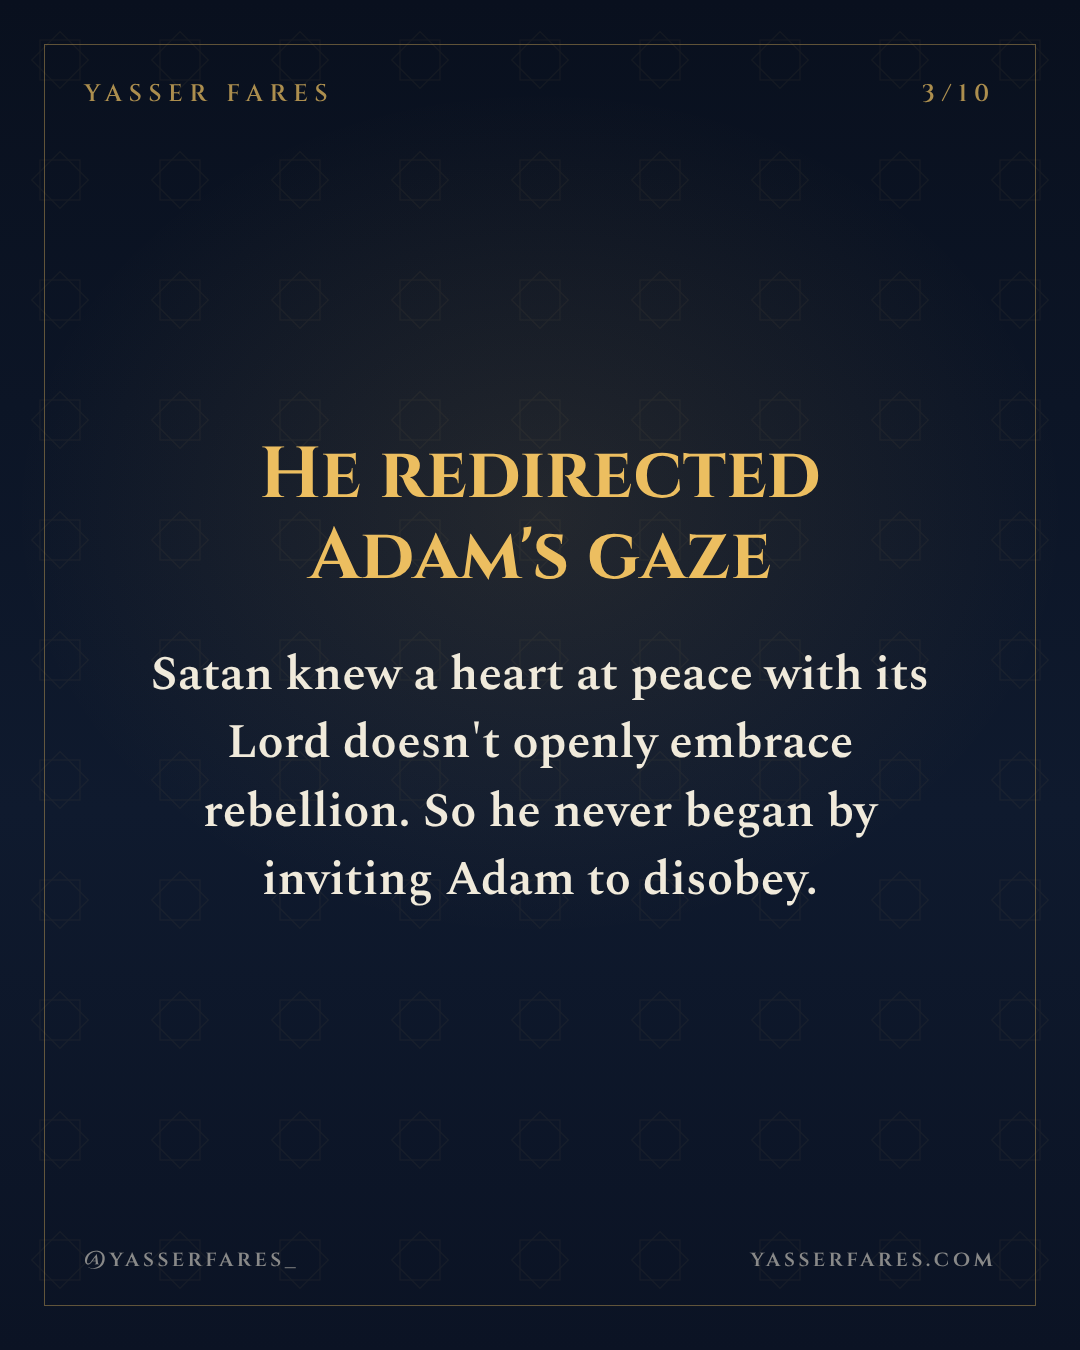 YASSER FARES
3/10
He redirected
Adam's gaze
Satan knew a heart at peace with its
Lord doesn't openly embrace
rebellion. So he never began by
inviting Adam to disobey.
@YASSERFARES_
YASSERFARES.COM